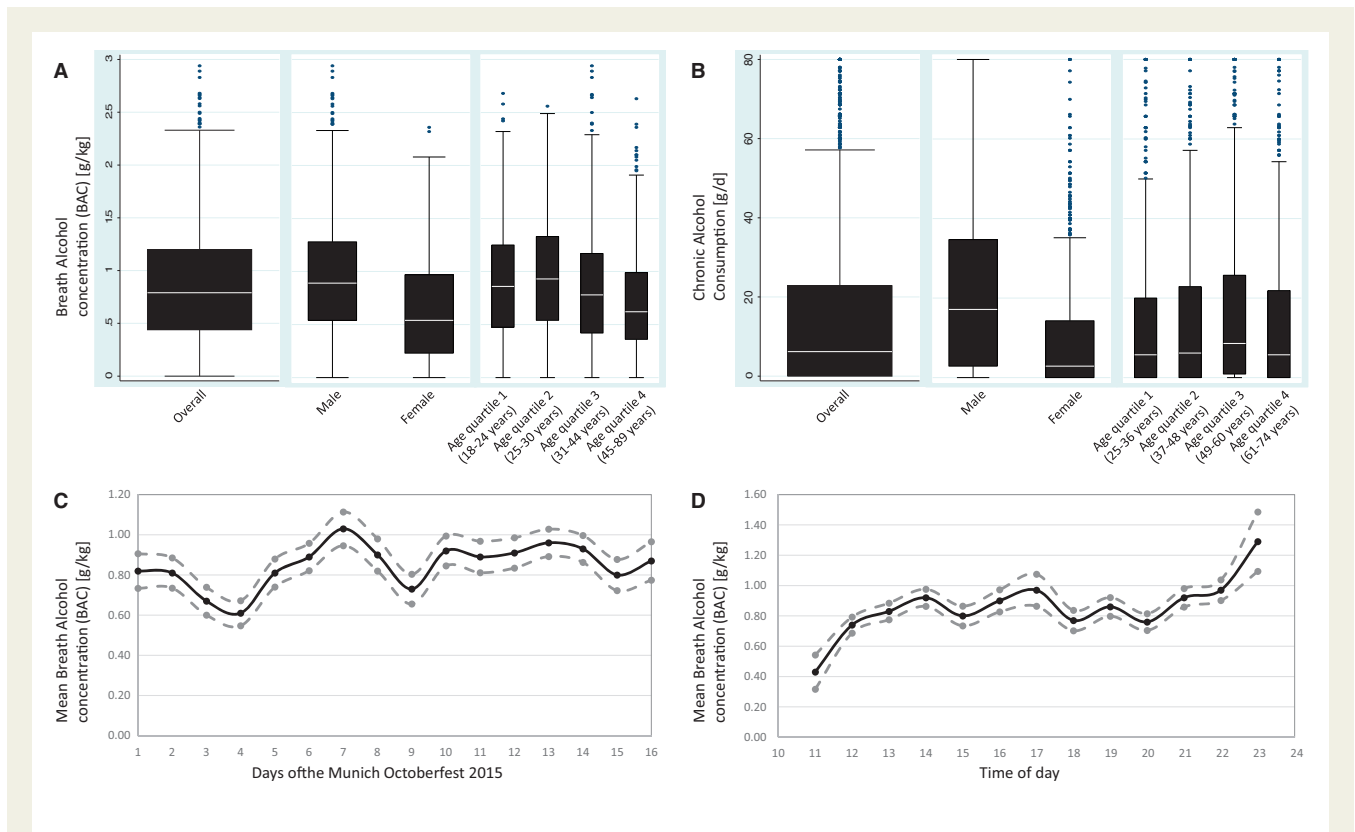 A
Breath Alcohol
concentration (BAC) [g/kg]
3
2.5
2
1.5
1
.5
0
Overall
Male
Female
Age quartile 1
(18-24 years)
Age quartile 2
(25-30 years)
Age quartile 3
(31-44 years)
Age quartile 4
(45-89 years)
B
Chronic Alcohol
Consumption [g/d]
80
60
40
20
0
Overall
Male
Female
Age quartile 1
(25-36 years)
Age quartile 2
(37-48 years)
Age quartile 3
(49-60 years)
Age quartile 4
(61-74 years)
C
Mean Breath Alcohol
concentration (BAC) [g/kg]
1.20
1.00
0.80
0.60
0.40
0.20
0.00
1 2 3 4 5 6 7 8 9 10 11 12 13 14 15 16
Days ofthe Munich Octoberfest 2015
D
Mean Breath Alcohol
concentration (BAC) [g/kg]
1.60
1.40
1.20
1.00
0.80
0.60
0.40
0.20
0.00
10 11 12 13 14 15 16 17 18 19 20 21 22 23 24
Time of day